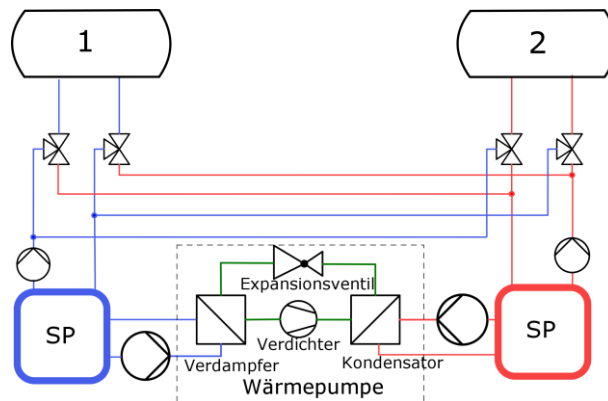 1
2
Expansionsventil
SP
SP
Verdichter
Verdampfer
Kondensator
Wärmepumpe